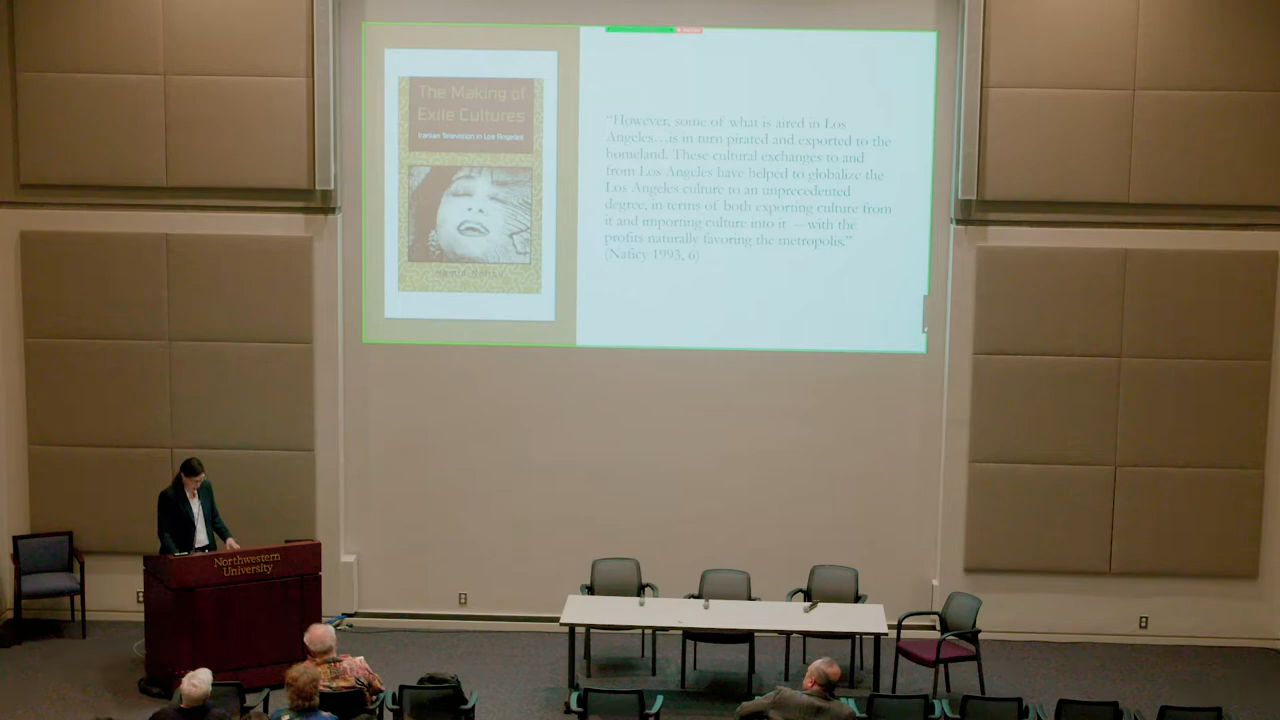 The Making of
Exile Cultures
Iranian Television in Los Angeles
Hamid Naficy
“However, some of what is aired in Los
Angeles…is in turn pirated and exported to the
homeland. These cultural exchanges to and
from Los Angeles have helped to globalize the
Los Angeles culture to an unprecedented
degree, in terms of both exporting culture from
it and importing culture into it – with the
profits naturally favoring the metropolis.”
(Naficy 1993, 6)
Northwestern
University